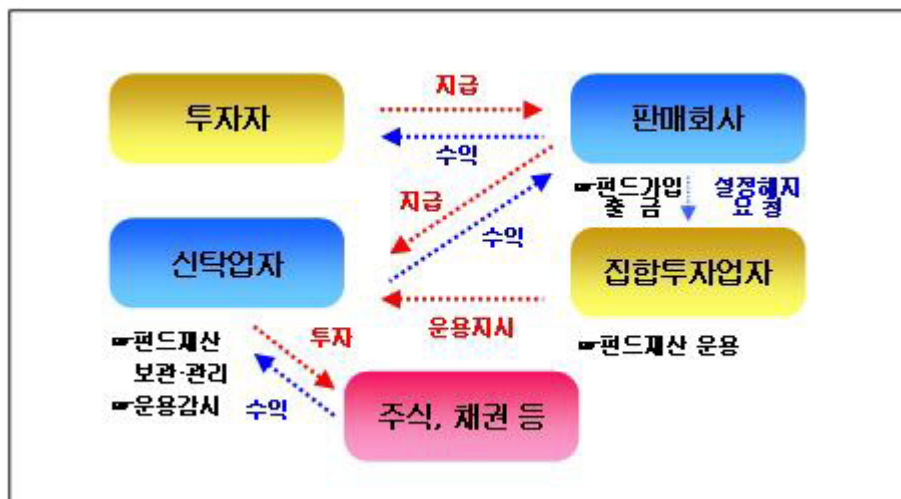 지급
투자자
판매회사
수익
☞펀드가입
출 금
설정해지
요 청
지급
수익
신탁업자
집합투자업자
운용지시
☞펀드재산
보관·관리
☞운용감시
투자
☞펀드재산 운용
수익
주식, 채권 등